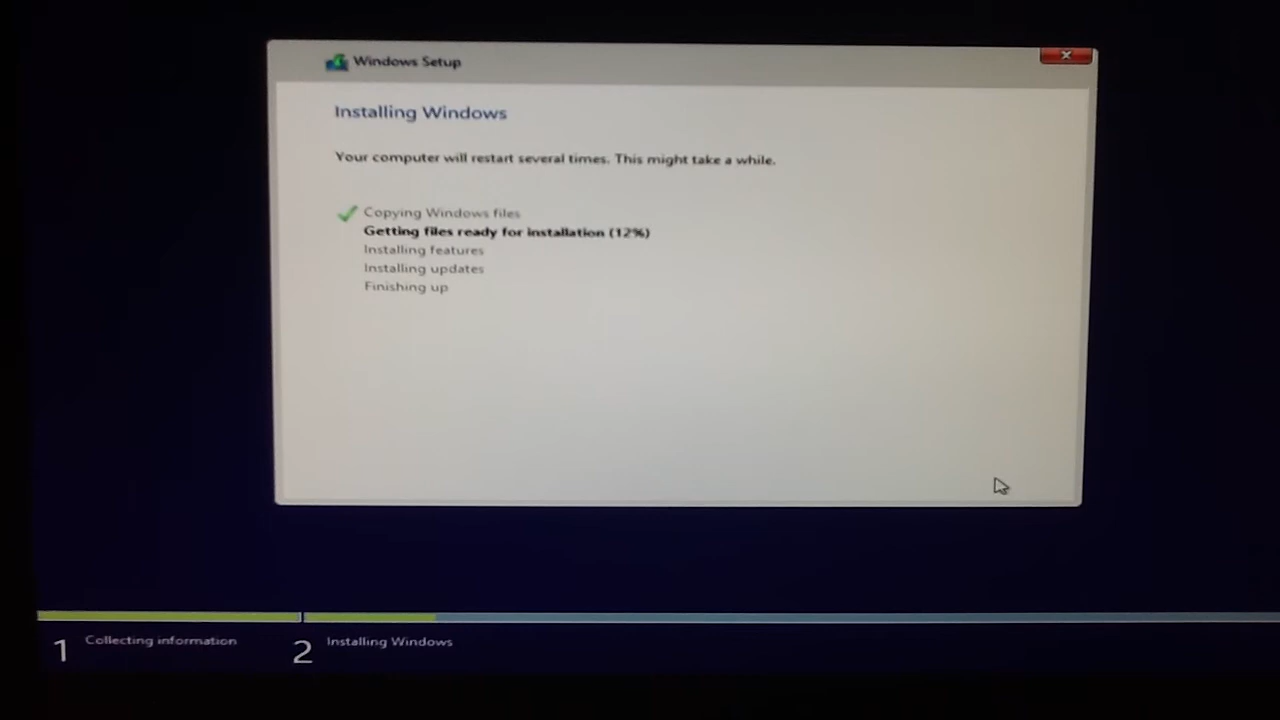 Windows Setup
Installing Windows
Your computer will restart several times. This might take a while.
Copying Windows files
Getting files ready for installation (12%)
Installing features
Installing updates
Finishing up
1 Collecting information
2 Installing Windows